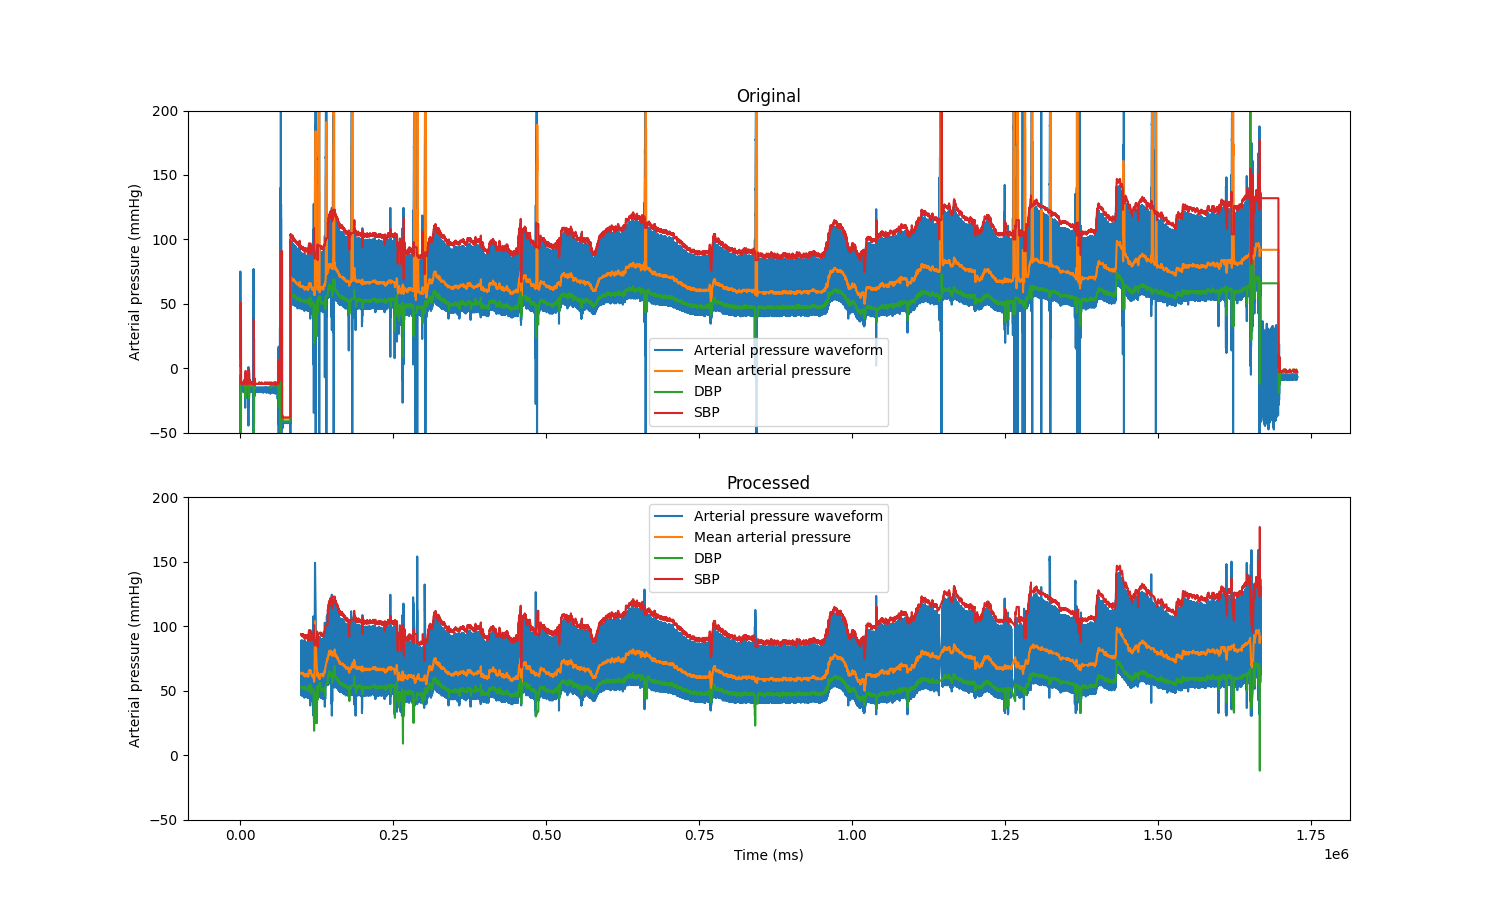 Original
Arterial pressure (mmHg)
200
150
100
50
0
−50
Arterial pressure waveform
Mean arterial pressure
DBP
SBP
Processed
Arterial pressure (mmHg)
200
150
100
50
0
−50
Arterial pressure waveform
Mean arterial pressure
DBP
SBP
0.00 0.25 0.50 0.75 1.00 1.25 1.50 1.75
1e6
Time (ms)